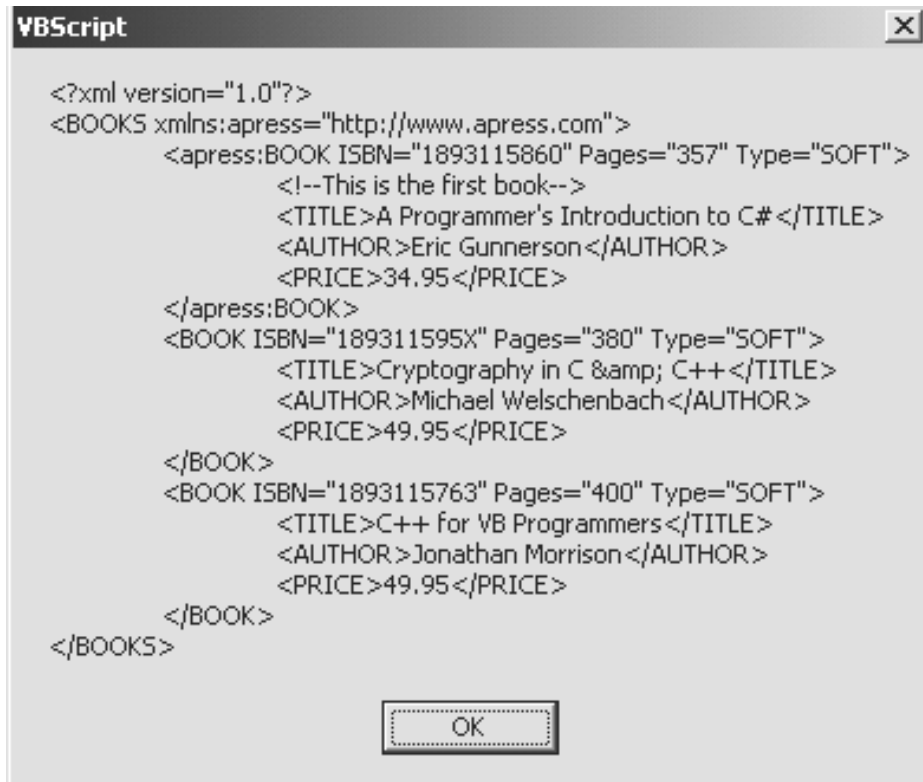 VBScript
<?xml version="1.0"?>
<BOOKS xmlns:apress="http://www.apress.com">
<apress:BOOK ISBN="1893115860" Pages="357" Type="SOFT">
<!--This is the first book-->
<TITLE>A Programmer's Introduction to C#</TITLE>
<AUTHOR>Eric Gunnerson</AUTHOR>
<PRICE>34.95</PRICE>
</apress:BOOK>
<BOOK ISBN="189311595X" Pages="380" Type="SOFT">
<TITLE>Cryptography in C &amp; C++</TITLE>
<AUTHOR>Michael Welschenbach</AUTHOR>
<PRICE>49.95</PRICE>
</BOOK>
<BOOK ISBN="1893115763" Pages="400" Type="SOFT">
<TITLE>C++ for VB Programmers</TITLE>
<AUTHOR>Jonathan Morrison</AUTHOR>
<PRICE>49.95</PRICE>
</BOOK>
</BOOKS>
OK